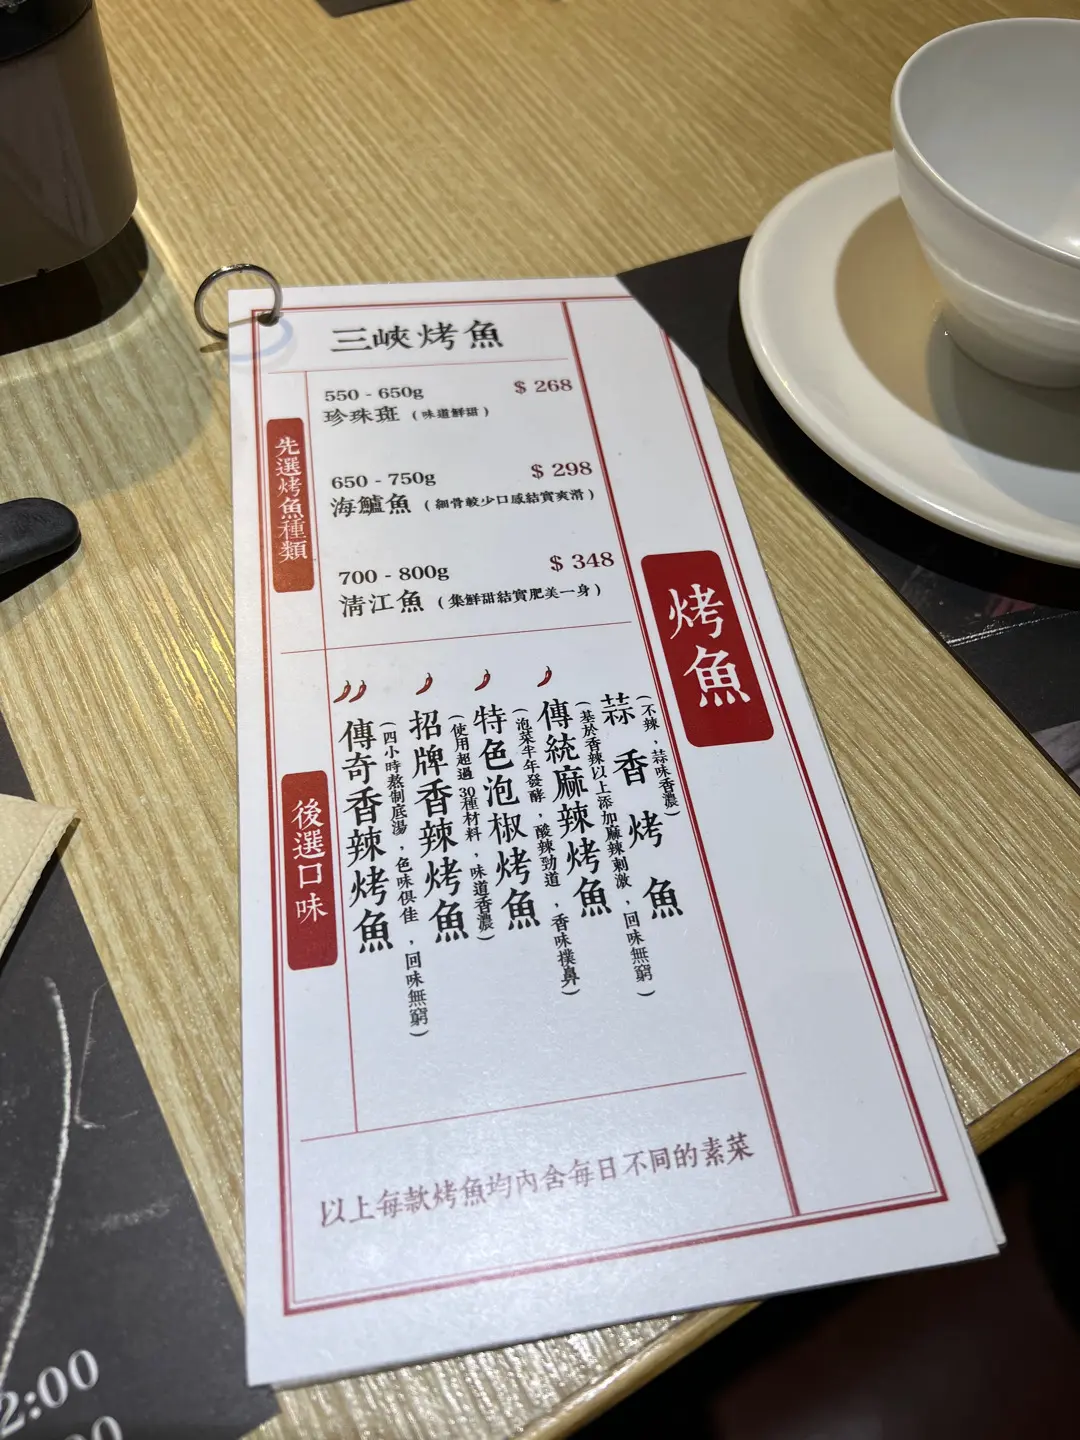 三峽烤魚
先選烤魚種類
550 - 650g $ 268
珍珠斑 (味道鮮甜)
650 - 750g $ 298
海鱸魚 (細骨較少口感結實爽滑)
700 - 800g $ 348
清江魚 (集鮮甜結實肥美一身)
烤魚
後選口味
傳奇香辣烤魚
(四小時熬制底湯，色味俱佳，回味無窮)
招牌香辣烤魚
(使用超過30種材料，味道香濃)
特色泡椒烤魚
(泡菜半年發酵，酸辣勁道，香味撲鼻)
傳統麻辣烤魚
(基於香辣以上添加麻辣刺激，回味無窮)
蒜香烤魚
(不辣，蒜味香濃)
以上每款烤魚均內含每日不同的素菜
2:00